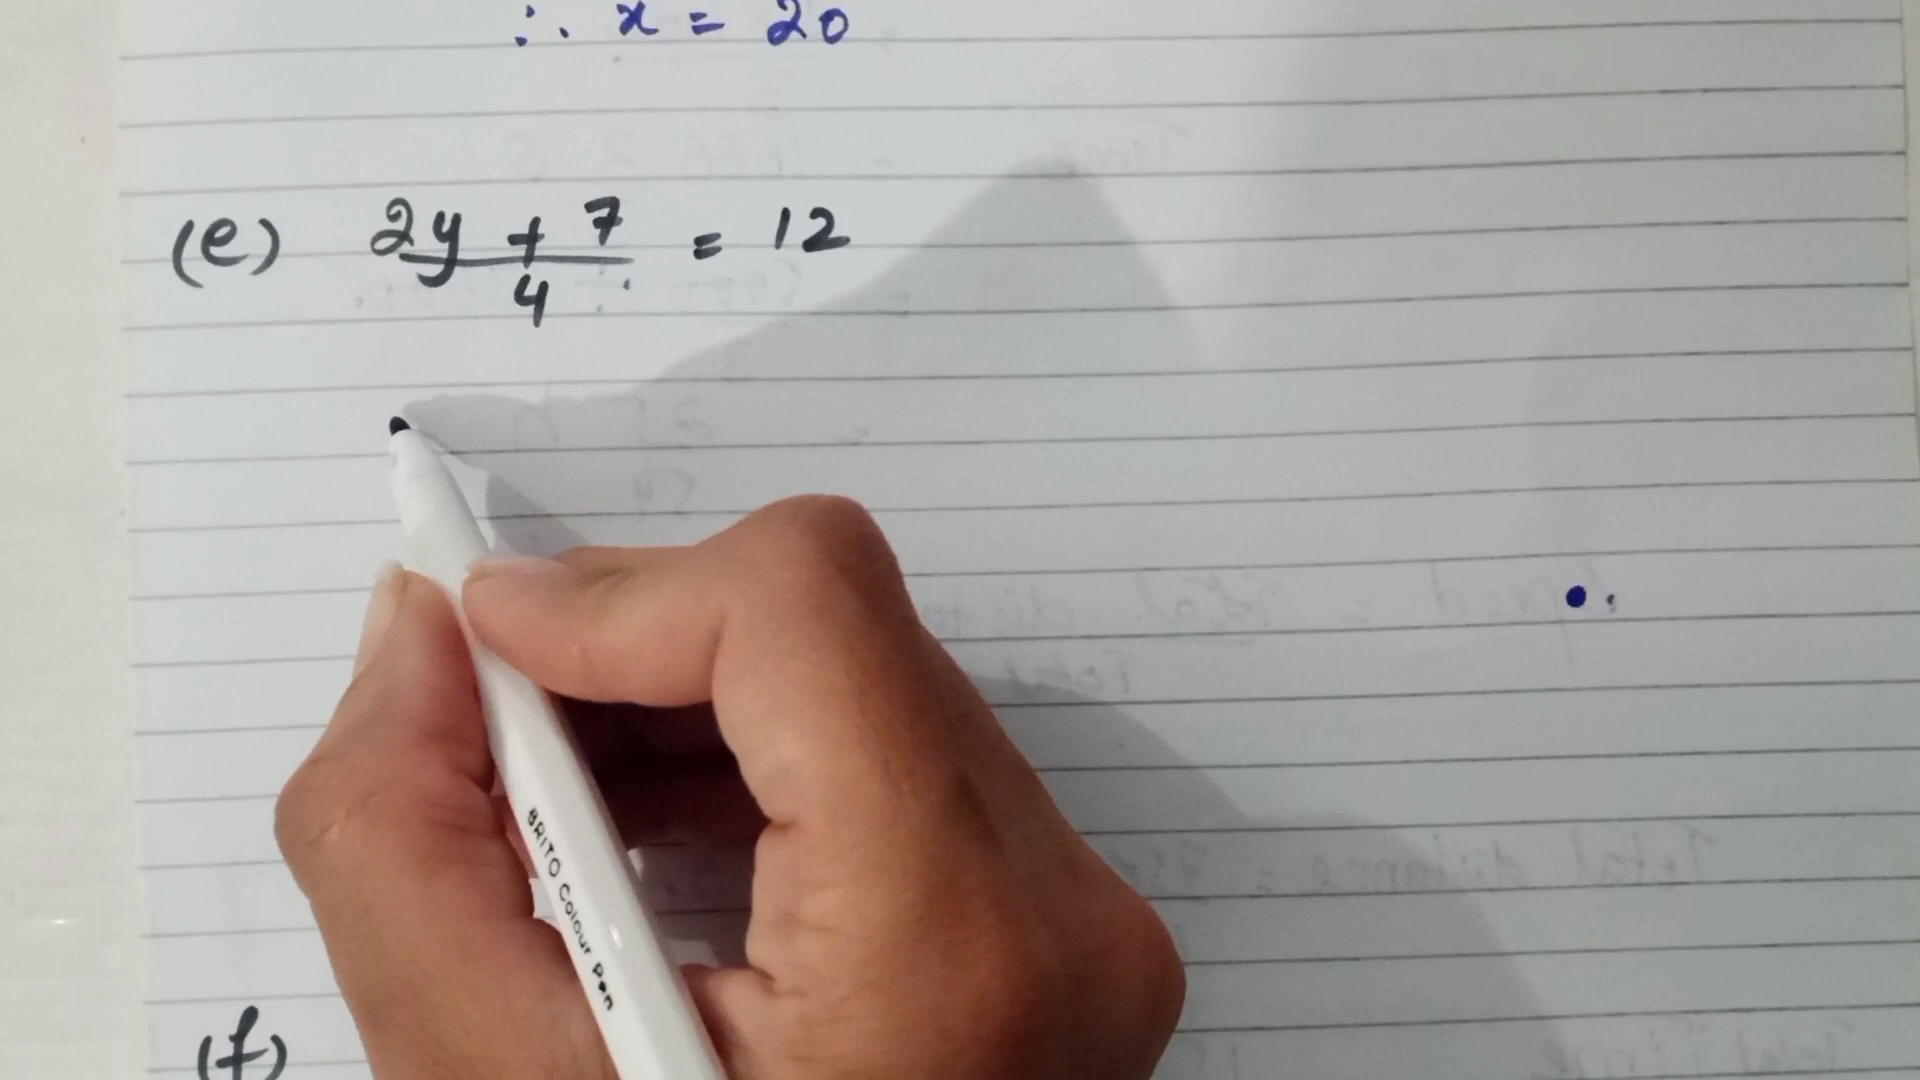 ∴ x = 20
(e) 2y + 7 = 12
4
BRITO Colour Pen
(f)